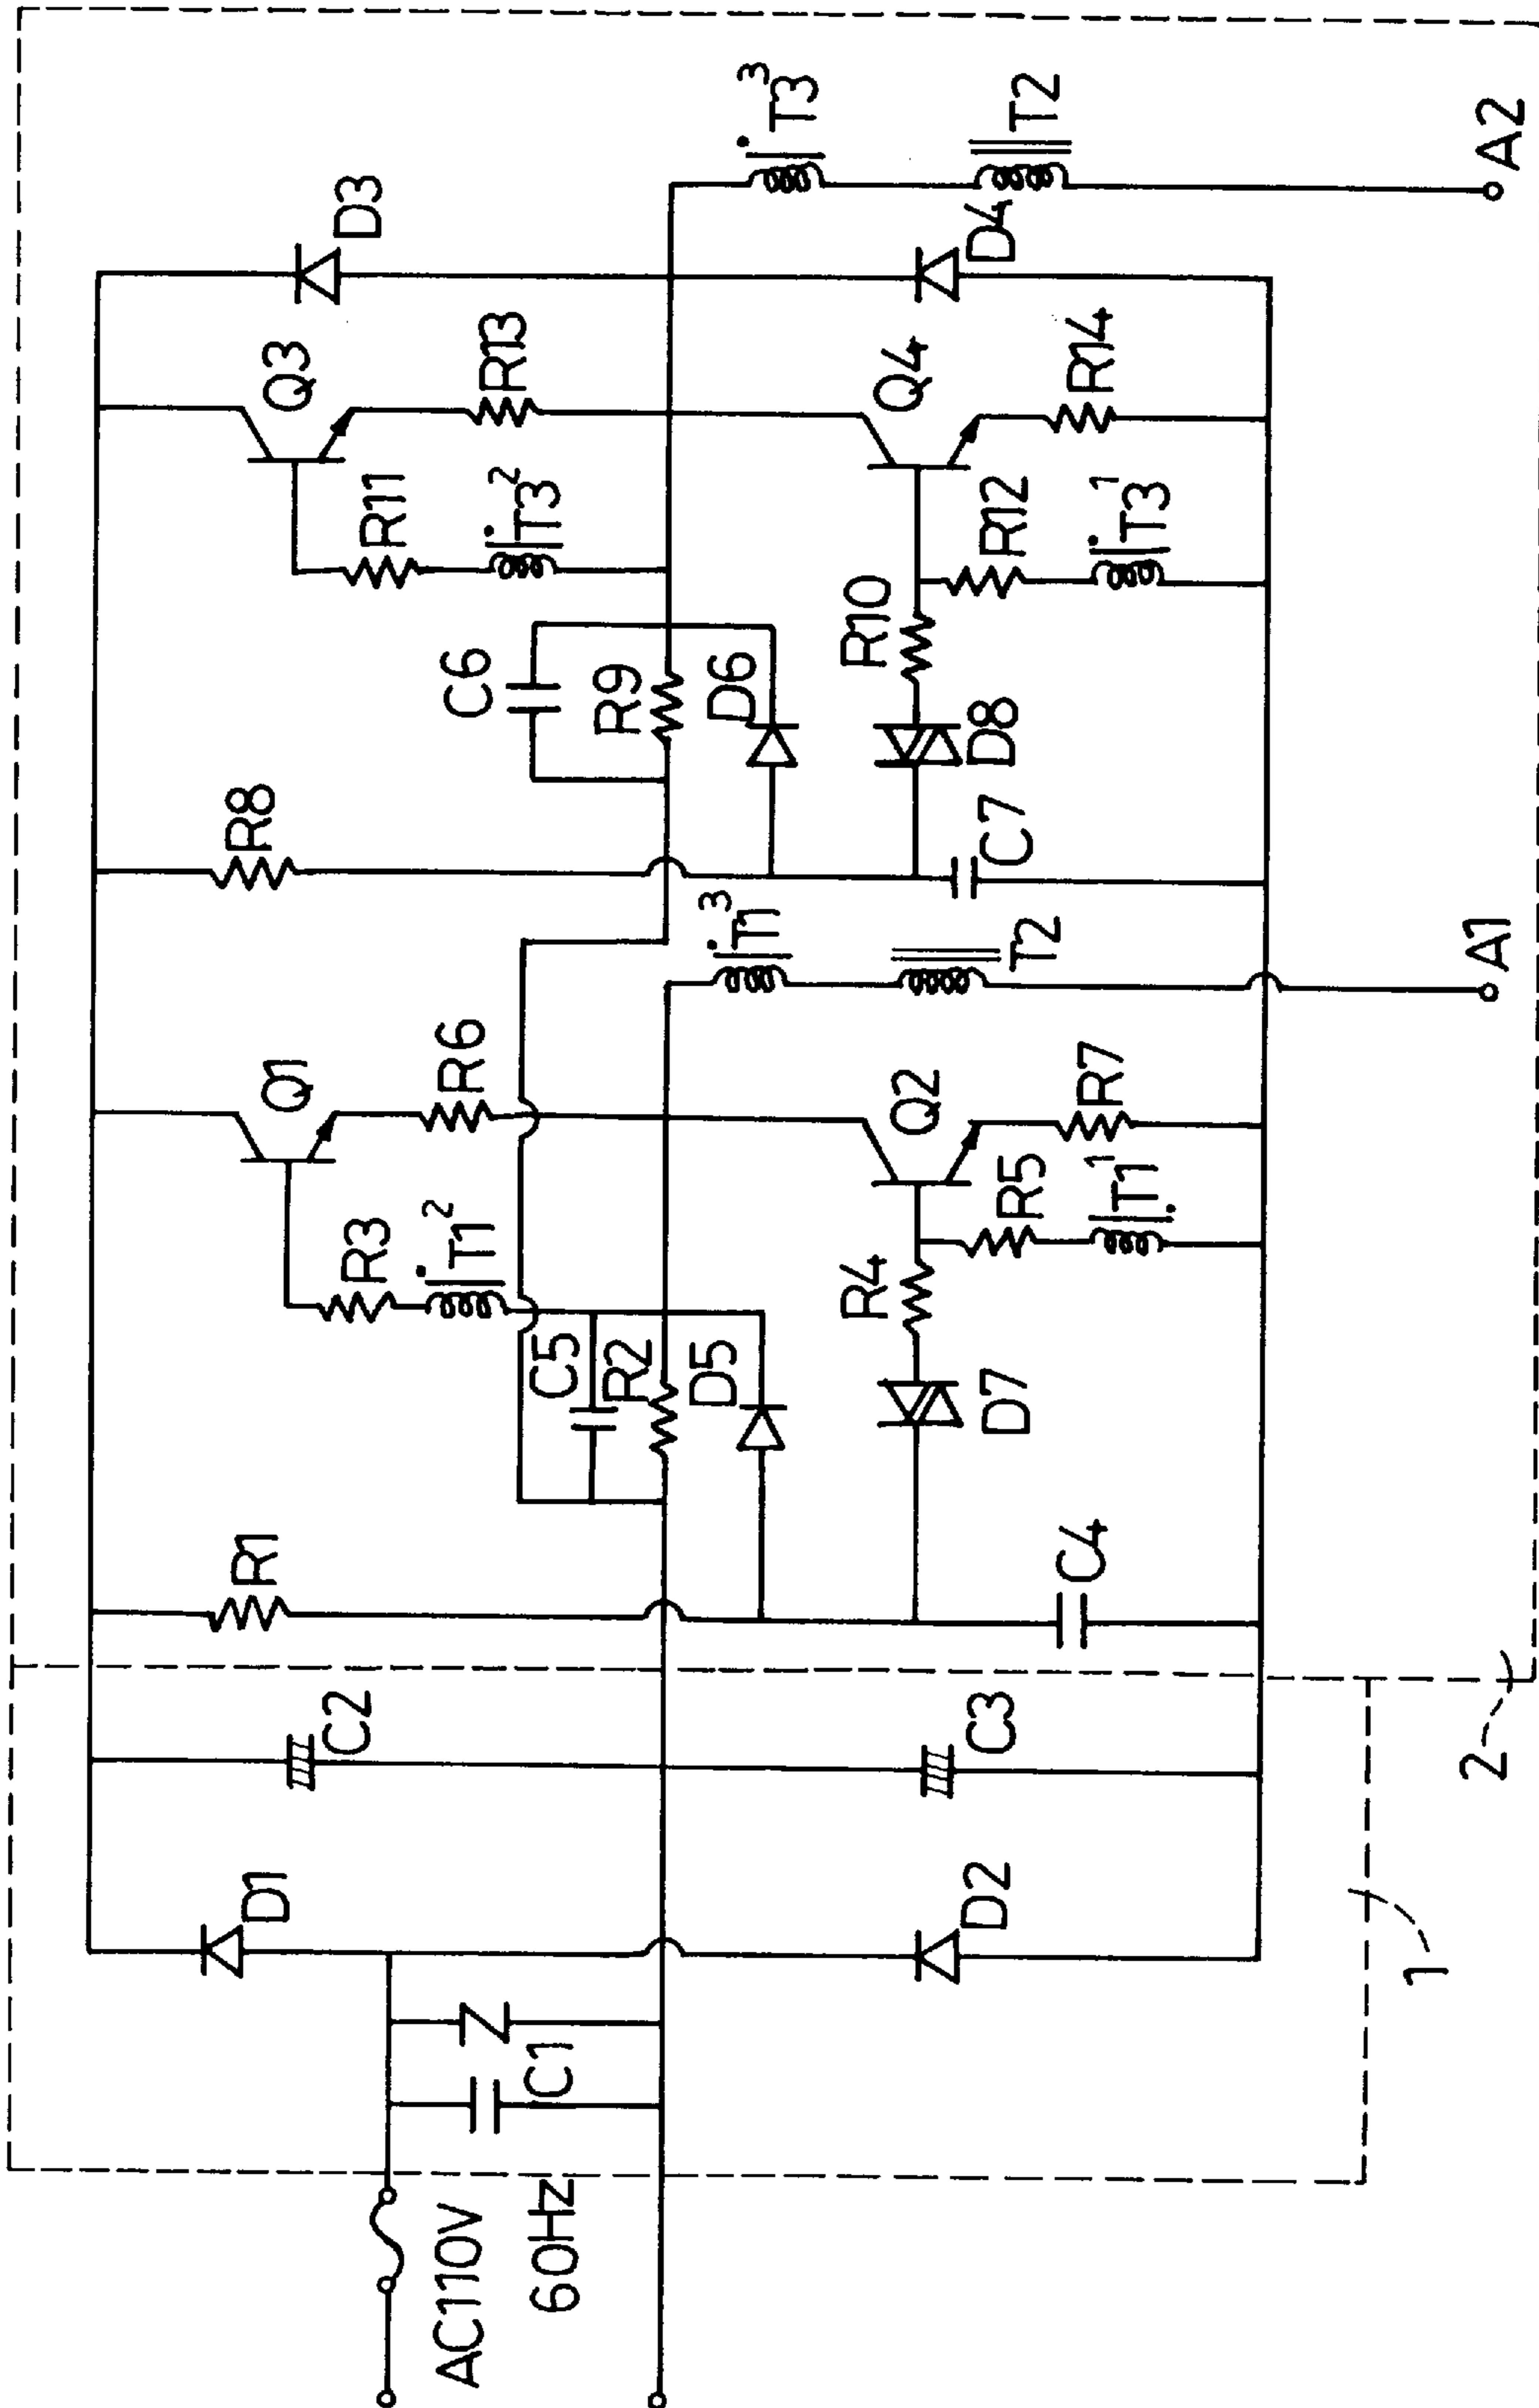 AC110V
60Hz
C1
Z
D1
D2
C2
C3
1
2
R1
C4
C5
R2
D5
D7
R3
T1 2
R4
Q1
R6
Q2
R5
T1 1
R7
T1 3
T2
A1
R8
C7
C6
R9
D6
D8
R10
R11
T3 2
Q3
R13
Q4
R12
T3 1
R14
D3
D4
T3 3
T2
A2